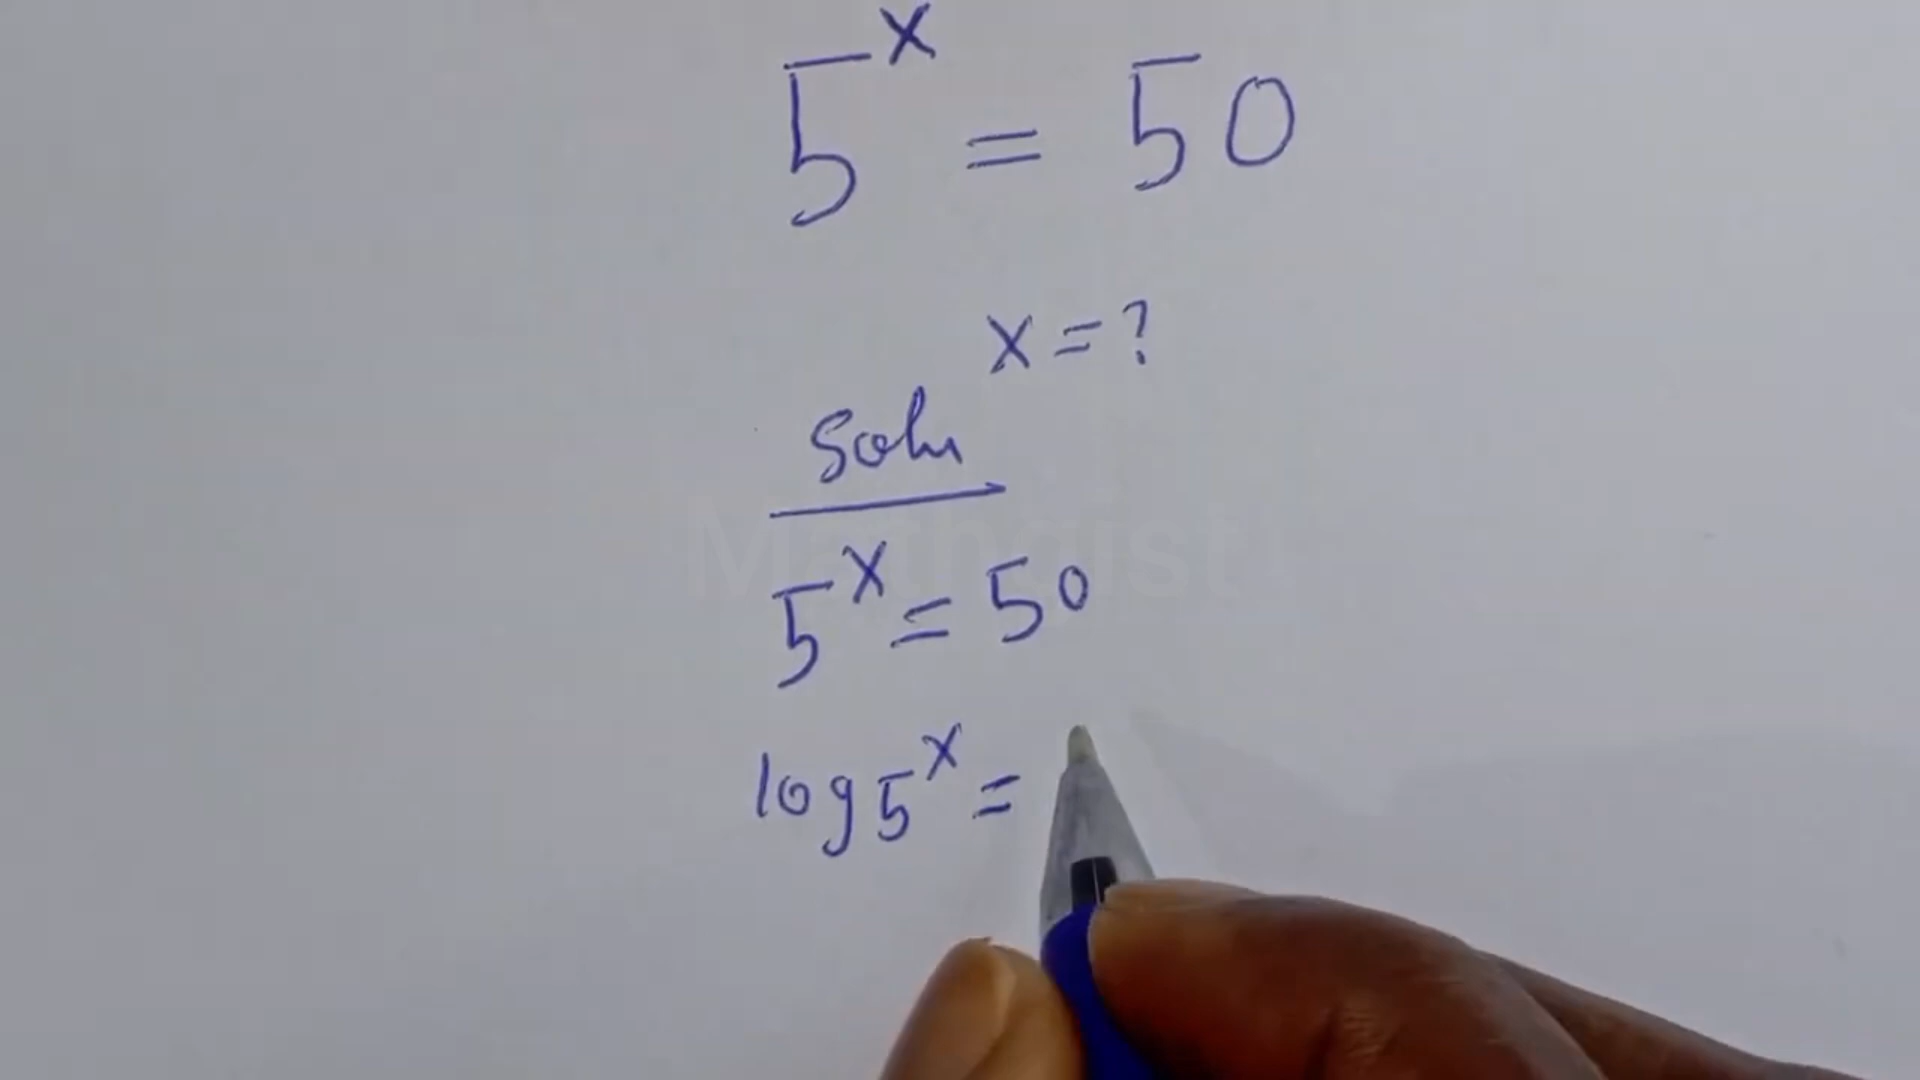 5^x = 50
x = ?
Soln
5^x = 50
log 5^x =